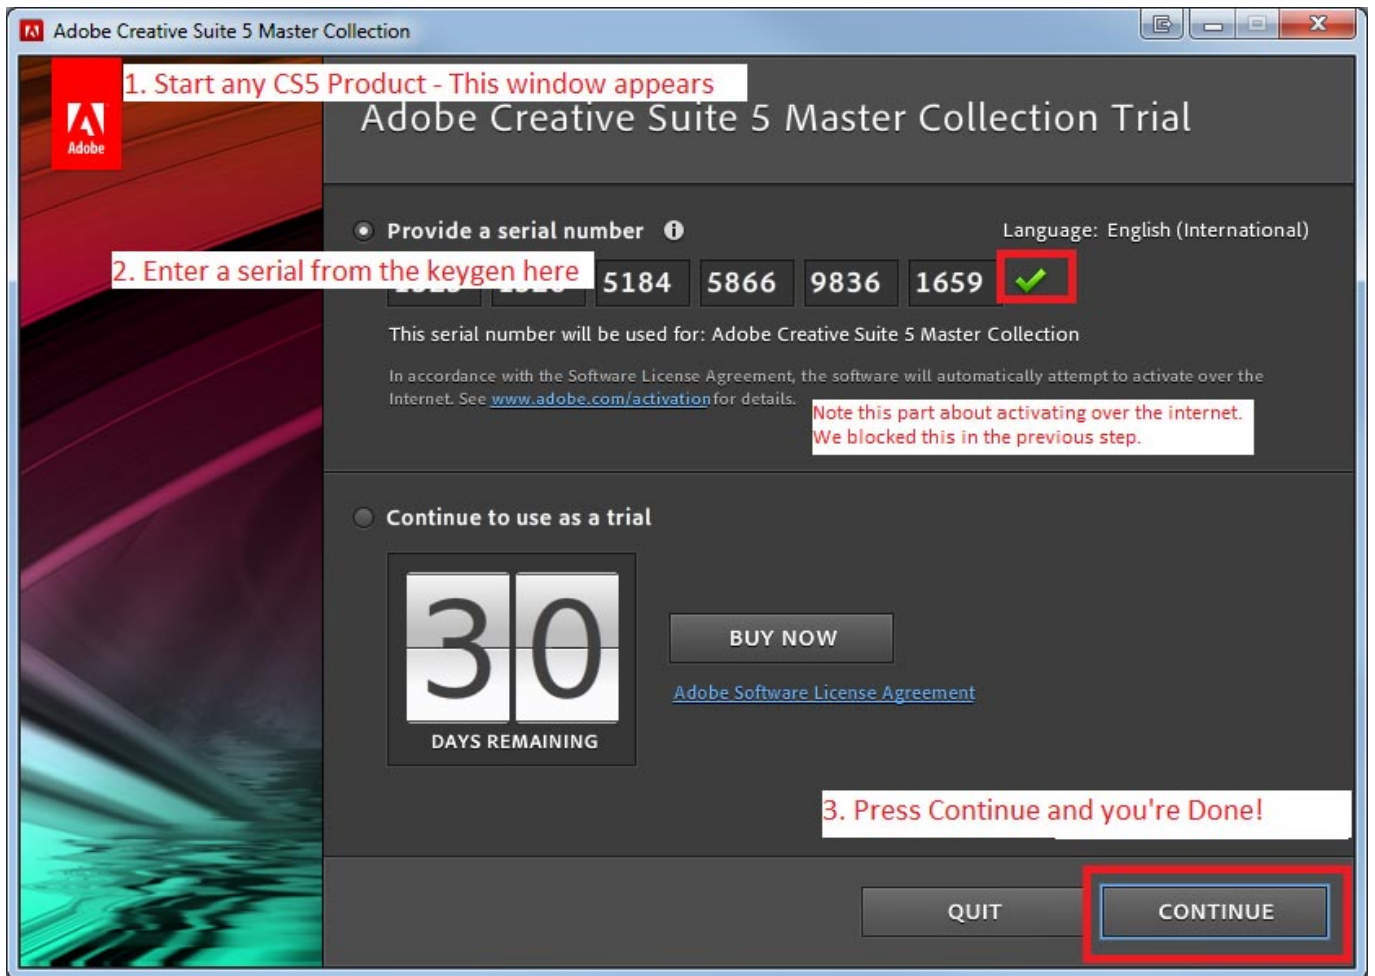 Adobe Creative Suite 5 Master Collection
1. Start any CS5 Product - This window appears
Adobe
Adobe Creative Suite 5 Master Collection Trial
Provide a serial number
Language: English (International)
2. Enter a serial from the keygen here
5184 5866 9836 1659
This serial number will be used for: Adobe Creative Suite 5 Master Collection
In accordance with the Software License Agreement, the software will automatically attempt to activate over the
Internet. See www.adobe.com/activation for details.
Note this part about activating over the internet.
We blocked this in the previous step.
Continue to use as a trial
30
DAYS REMAINING
BUY NOW
Adobe Software License Agreement
3. Press Continue and you're Done!
QUIT
CONTINUE